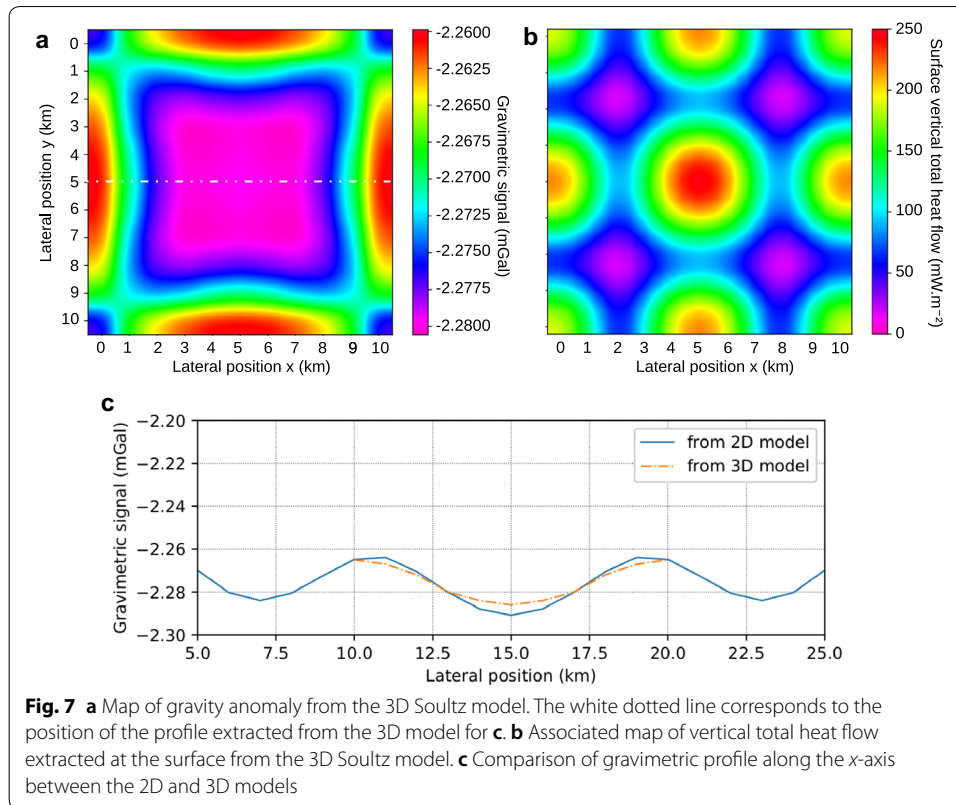 a
0
1
2
3
4
5
6
7
8
9
10
Lateral position y (km)
0 1 2 3 4 5 6 7 8 9 10
Lateral position x (km)
-2.2600
-2.2625
-2.2650
-2.2675
-2.2700
-2.2725
-2.2750
-2.2775
-2.2800
Gravimetric signal (mGal)
b
0 1 2 3 4 5 6 7 8 9 10
Lateral position x (km)
250
200
150
100
50
0
Surface vertical total heat flow (mW.m⁻²)
c
−2.20
−2.22
−2.24
−2.26
−2.28
−2.30
Gravimetric signal (mGal)
from 2D model
from 3D model
5.0 7.5 10.0 12.5 15.0 17.5 20.0 22.5 25.0
Lateral position (km)
Fig. 7 a Map of gravity anomaly from the 3D Soultz model. The white dotted line corresponds to the
position of the profile extracted from the 3D model for c. b Associated map of vertical total heat flow
extracted at the surface from the 3D Soultz model. c Comparison of gravimetric profile along the x-axis
between the 2D and 3D models